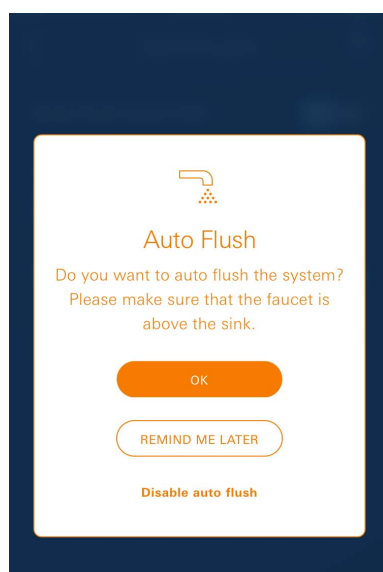 Auto Flush
Do you want to auto flush the system?
Please make sure that the faucet is
above the sink.
OK
REMIND ME LATER
Disable auto flush